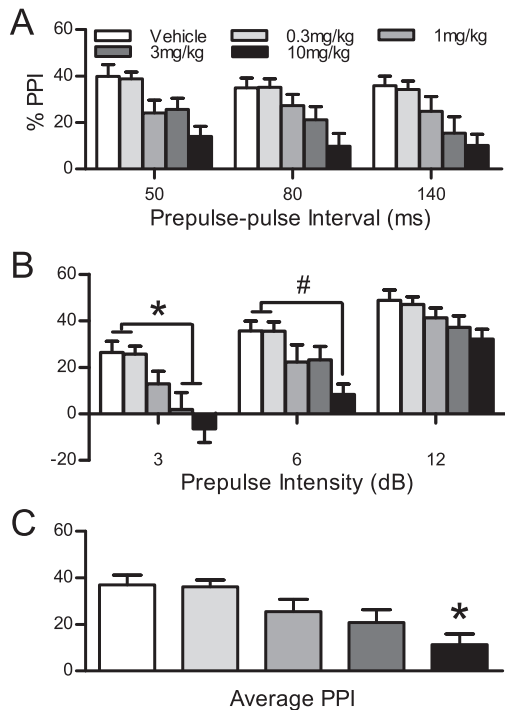 A
60
40
20
0
% PPI
Vehicle 0.3mg/kg 1mg/kg
3mg/kg 10mg/kg
50 80 140
Prepulse-pulse Interval (ms)
B
60
40
20
0
-20
* #
3 6 12
Prepulse Intensity (dB)
C
60
40
20
0
*
Average PPI